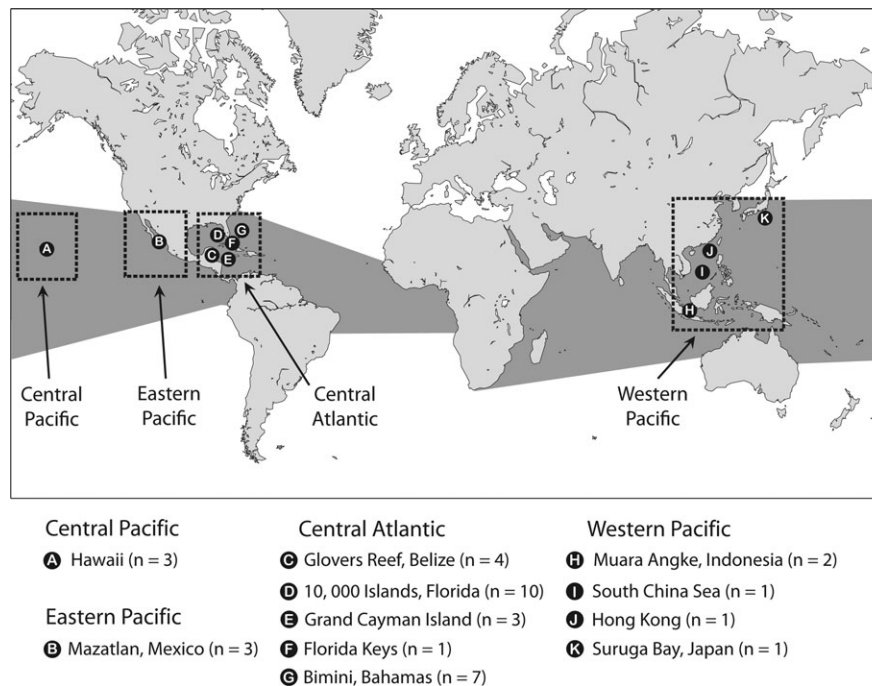 A
B
C
D
E
F
G
H
I
J
K
Central
Pacific
Eastern
Pacific
Central
Atlantic
Western
Pacific
Central Pacific
A Hawaii (n = 3)
Eastern Pacific
B Mazatlan, Mexico (n = 3)
Central Atlantic
C Glovers Reef, Belize (n = 4)
D 10, 000 Islands, Florida (n = 10)
E Grand Cayman Island (n = 3)
F Florida Keys (n = 1)
G Bimini, Bahamas (n = 7)
Western Pacific
H Muara Angke, Indonesia (n = 2)
I South China Sea (n = 1)
J Hong Kong (n = 1)
K Suruga Bay, Japan (n = 1)